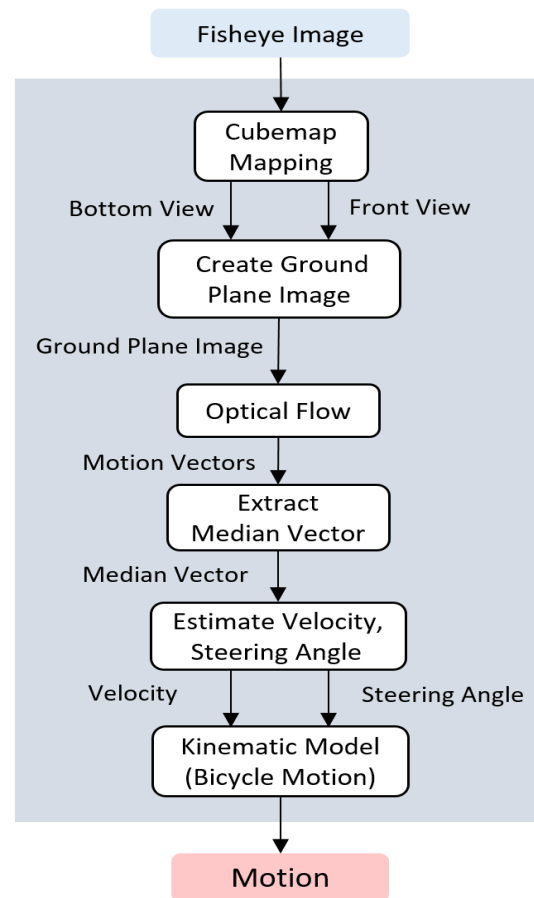 Fisheye Image
Cubemap
Mapping
Bottom View
Front View
Create Ground
Plane Image
Ground Plane Image
Optical Flow
Motion Vectors
Extract
Median Vector
Median Vector
Estimate Velocity,
Steering Angle
Velocity
Steering Angle
Kinematic Model
(Bicycle Motion)
Motion